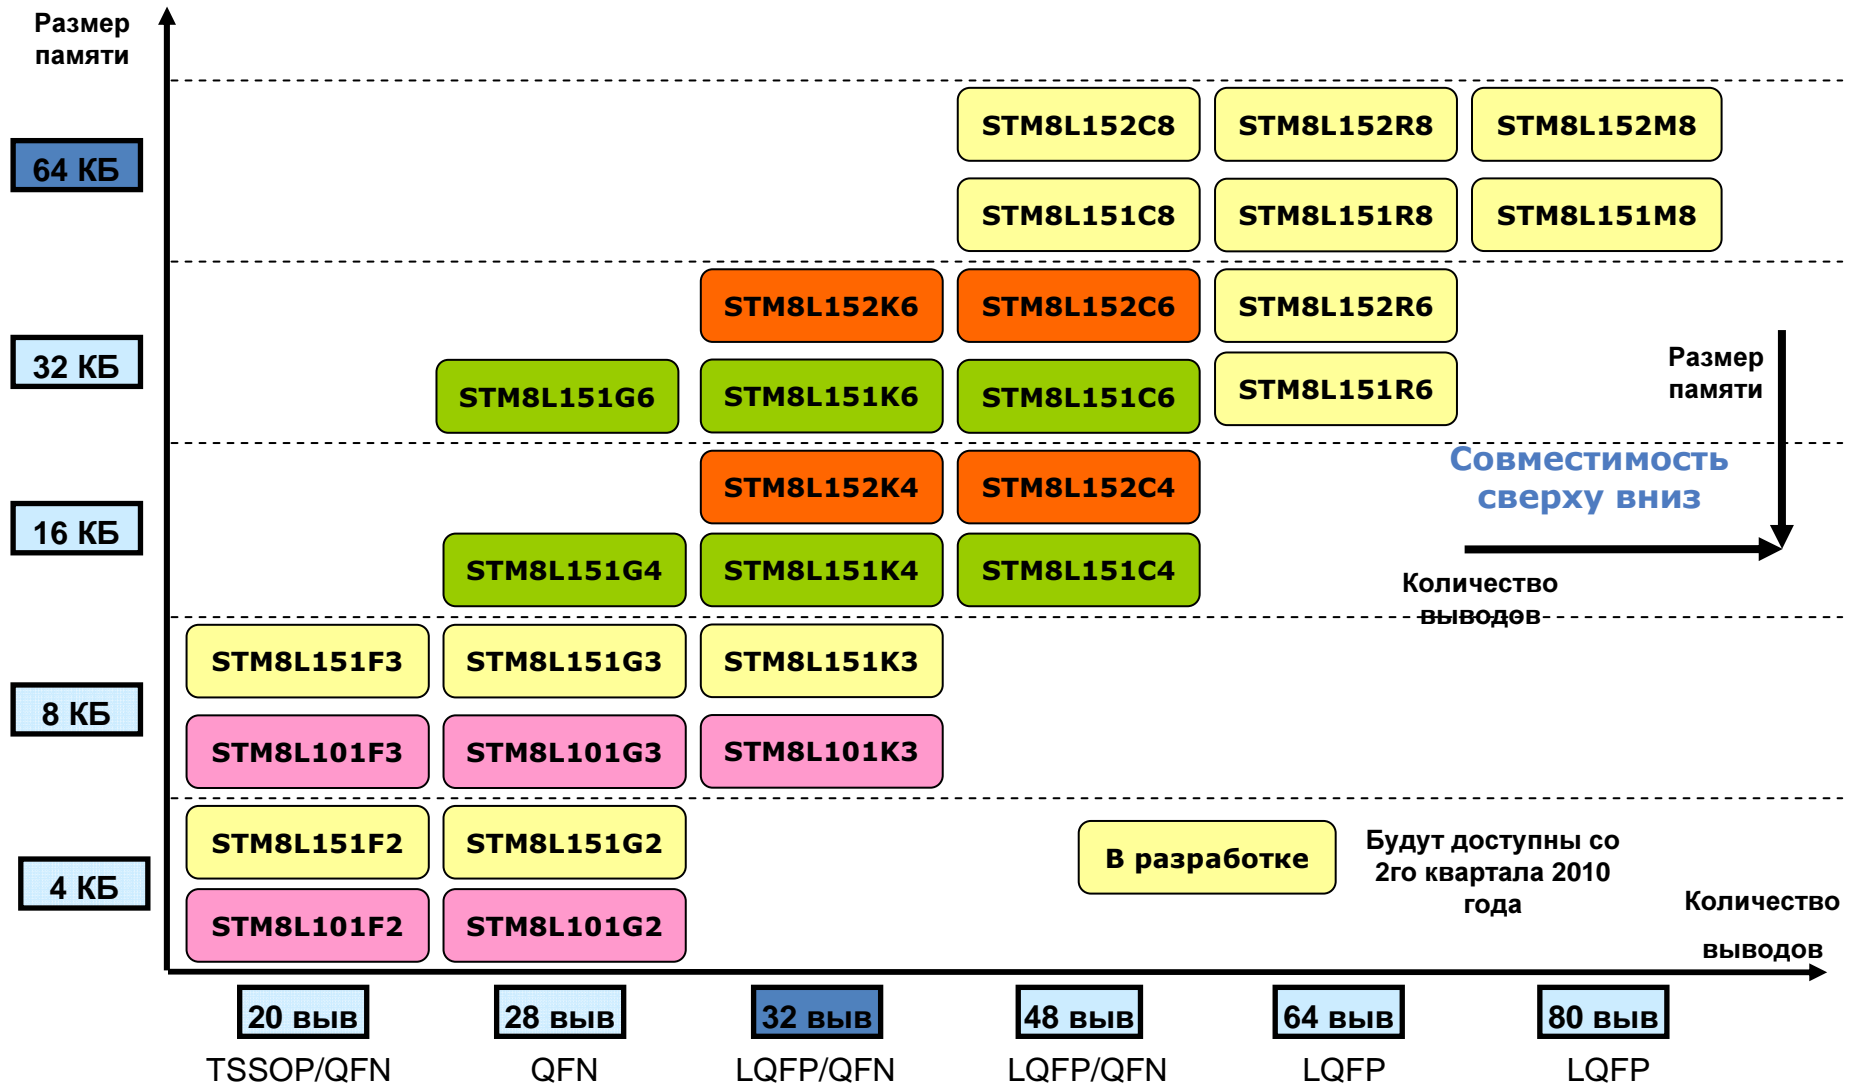 Размер
памяти
STM8L152C8
STM8L152R8
STM8L152M8
64 КБ
STM8L151C8
STM8L151R8
STM8L151M8
STM8L152K6
STM8L152C6
STM8L152R6
32 КБ
STM8L151G6
STM8L151K6
STM8L151C6
STM8L151R6
Размер
памяти
Совместимость
сверху вниз
STM8L152K4
STM8L152C4
16 КБ
STM8L151G4
STM8L151K4
STM8L151C4
Количество
выводов
STM8L151F3
STM8L151G3
STM8L151K3
8 КБ
STM8L101F3
STM8L101G3
STM8L101K3
STM8L151F2
STM8L151G2
4 КБ
STM8L101F2
STM8L101G2
В разработке
Будут доступны со
2го квартала 2010
года
Количество
выводов
20 выв
28 выв
32 выв
48 выв
64 выв
80 выв
TSSOP/QFN
QFN
LQFP/QFN
LQFP/QFN
LQFP
LQFP